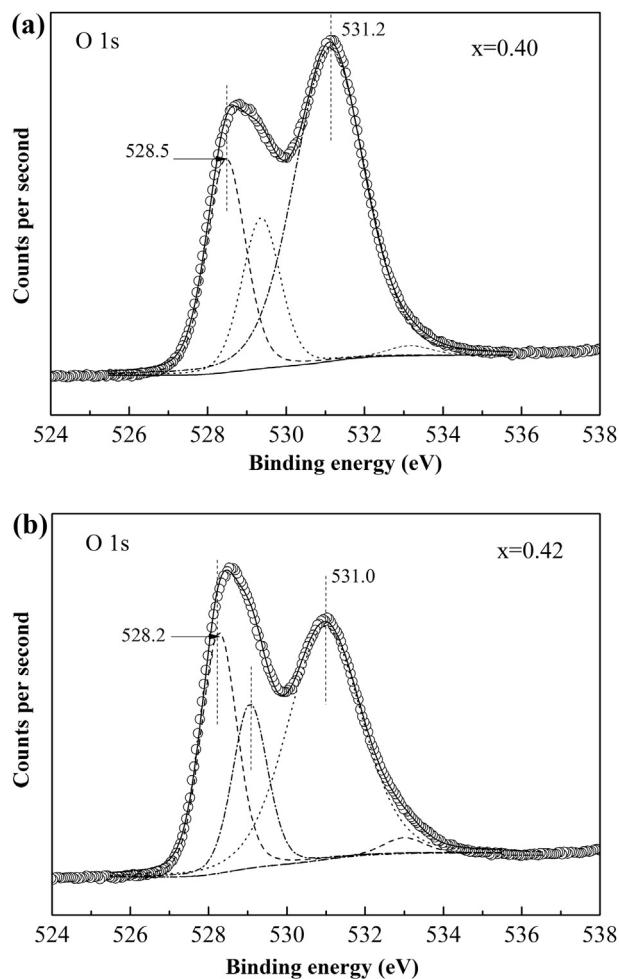 (a)
O 1s
531.2
x=0.40
528.5
Counts per second
524 526 528 530 532 534 536 538
Binding energy (eV)
(b)
O 1s
x=0.42
531.0
528.2
Counts per second
524 526 528 530 532 534 536 538
Binding energy (eV)